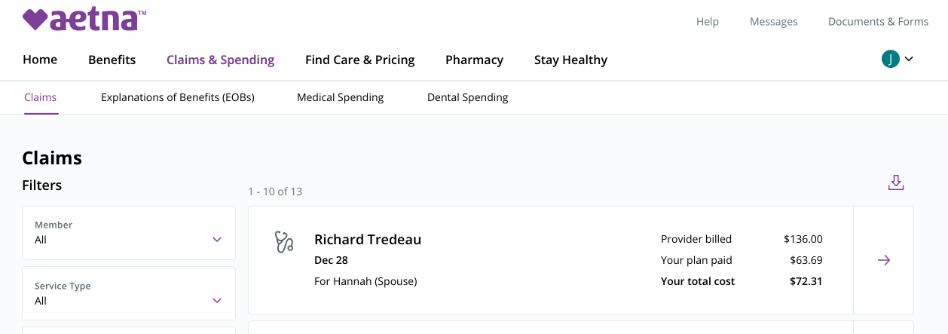 aetna™
Help Messages Documents & Forms
Home Benefits Claims & Spending Find Care & Pricing Pharmacy Stay Healthy J
Claims Explanations of Benefits (EOBs) Medical Spending Dental Spending
Claims
Filters
1 - 10 of 13
Member
All
Service Type
All
Richard Tredeau
Dec 28
For Hannah (Spouse)
Provider billed $136.00
Your plan paid $63.69
Your total cost $72.31